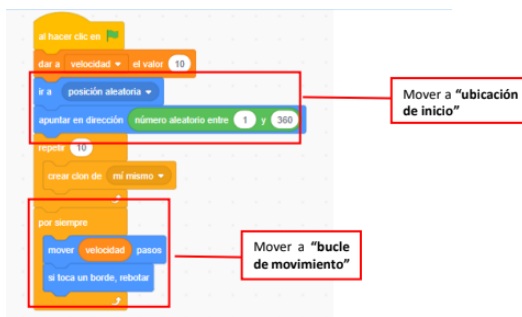 al hacer clic en
dar a velocidad el valor 10
ir a posición aleatoria
apuntar en dirección número aleatorio entre 1 y 360
repetir 10
crear clon de mí mismo
por siempre
mover velocidad pasos
si toca un borde, rebotar
Mover a “ubicación
de inicio”
Mover a “bucle
de movimiento”